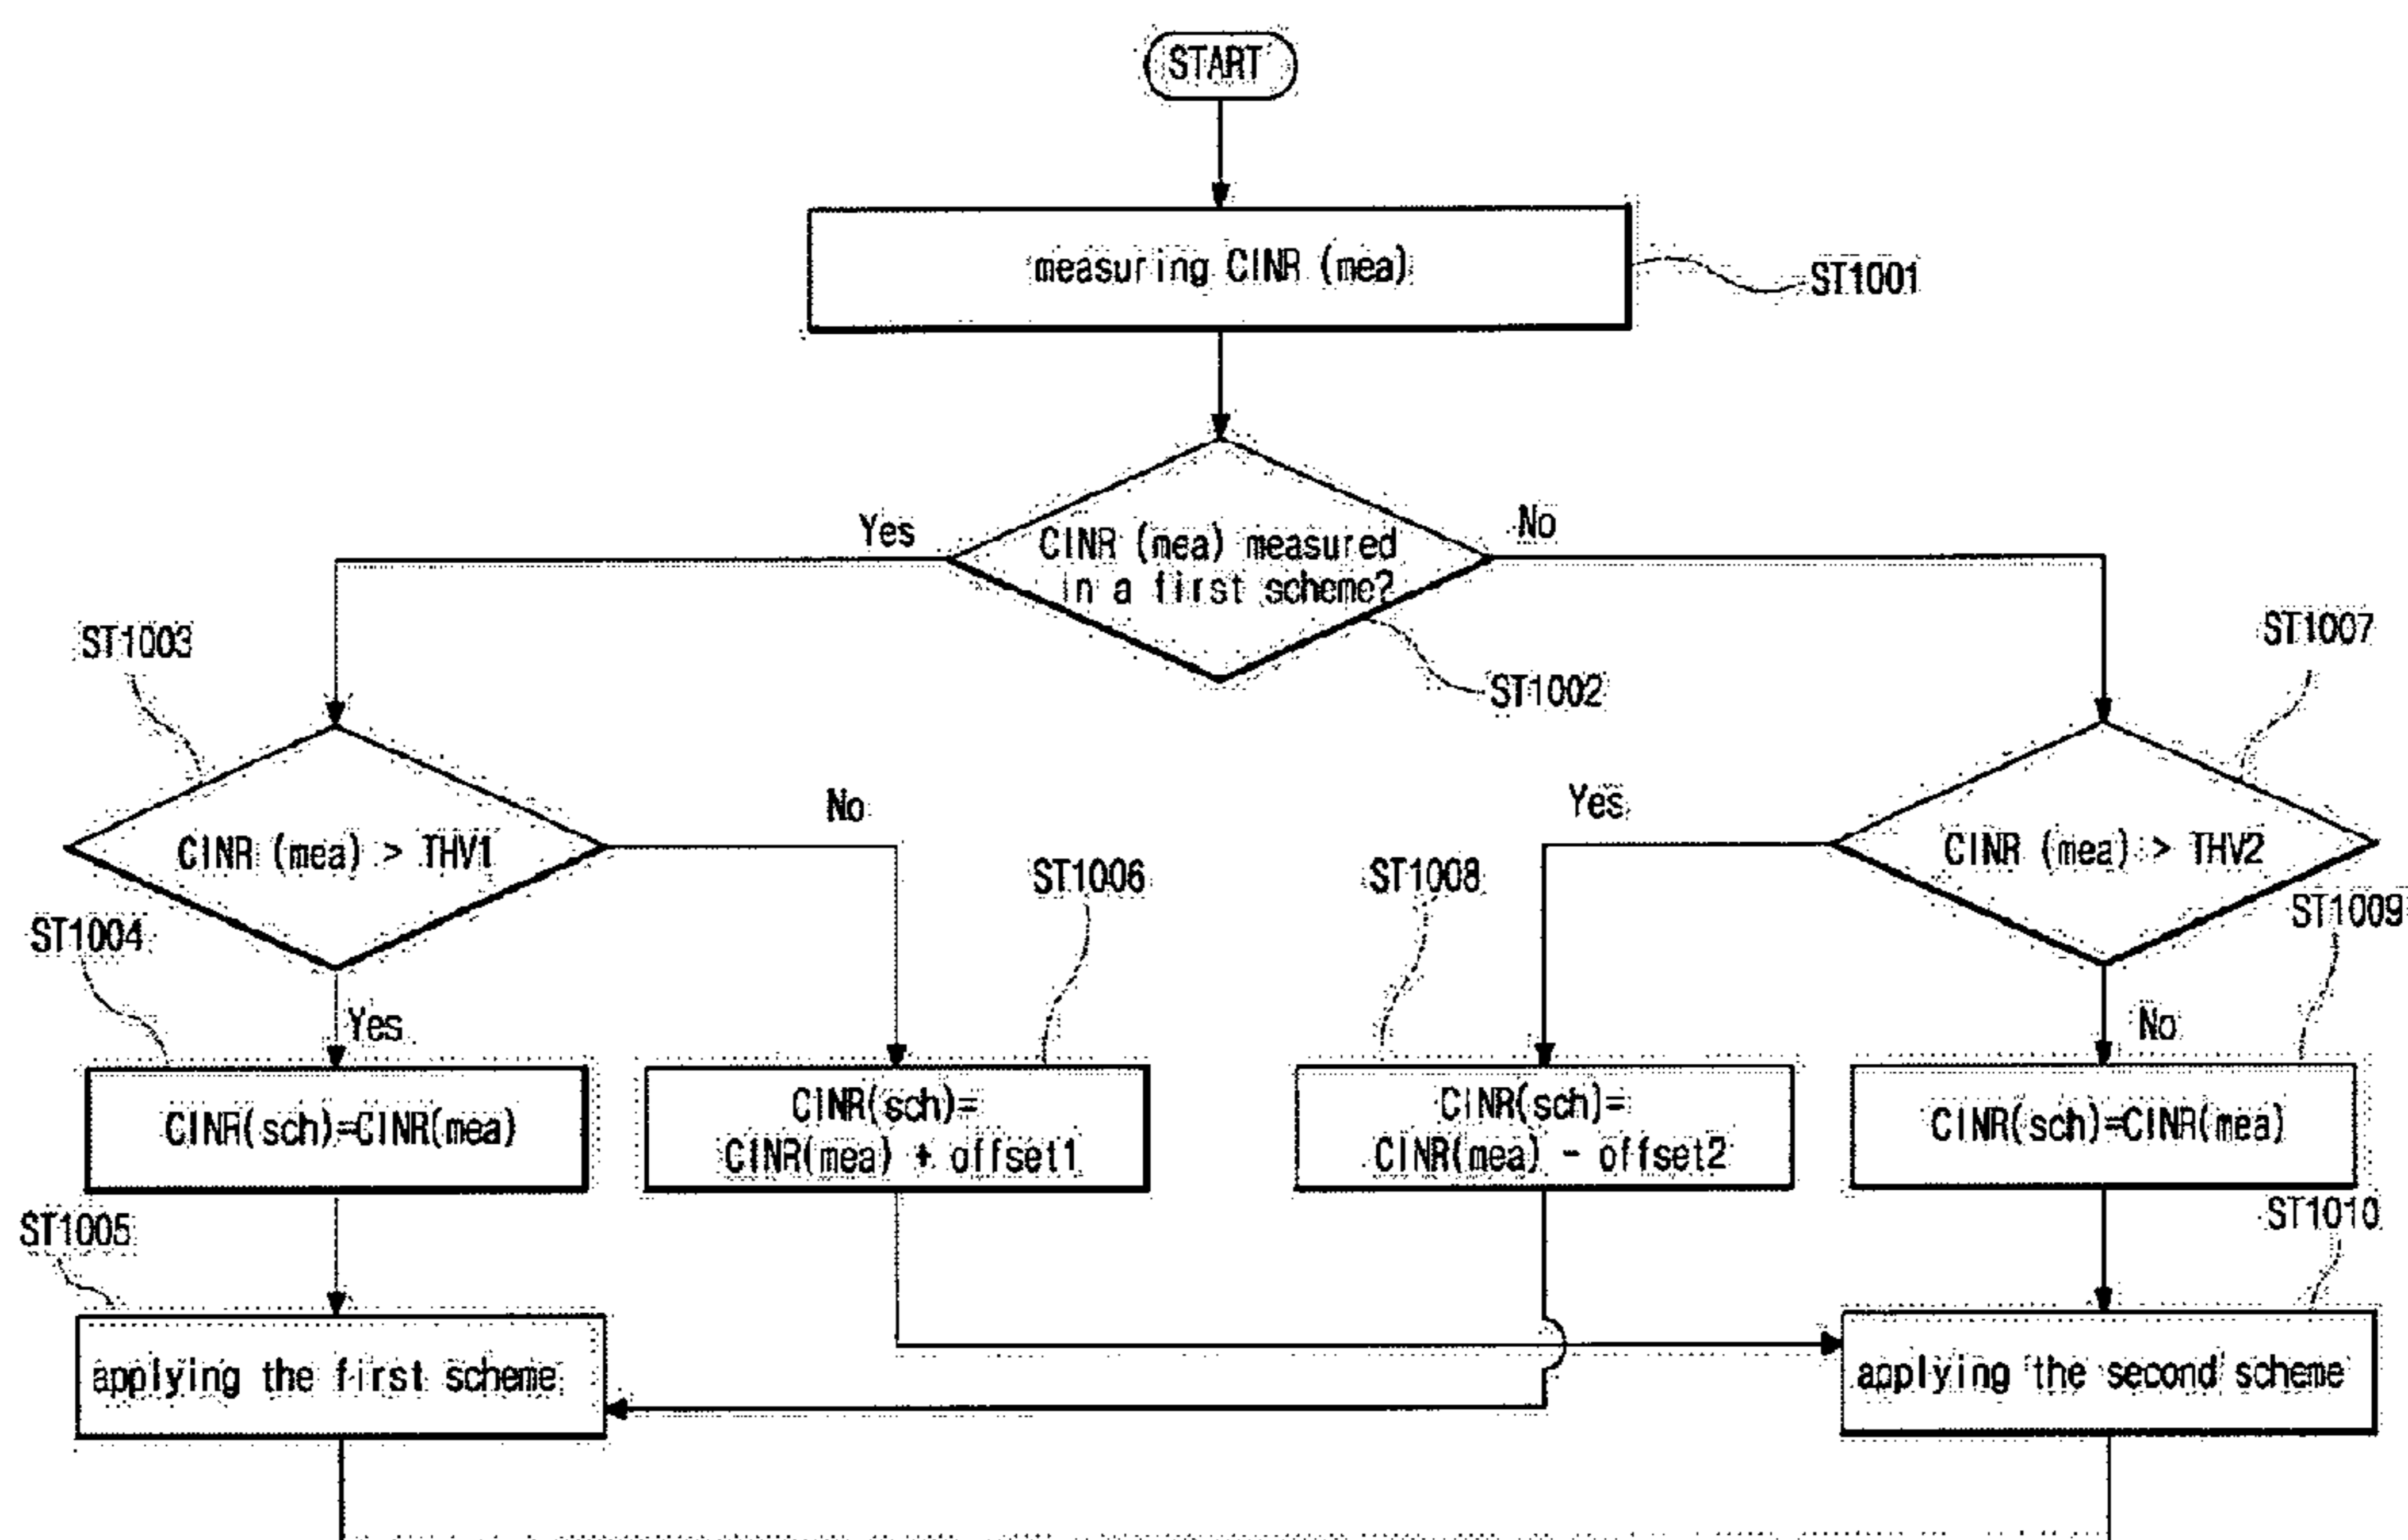 START
measuring CINR (mea)
ST1001
Yes
CINR (mea) measured
in a first scheme?
No
ST1002
ST1003
ST1007
CINR (mea) > THV1
No
Yes
CINR (mea) > THV2
ST1004
ST1006
ST1008
ST1009
Yes
No
CINR(sch)=CINR(mea)
CINR(sch)=
CINR(mea) + offset1
CINR(sch)=
CINR(mea) - offset2
CINR(sch)=CINR(mea)
ST1005
ST1010
applying the first scheme
applying the second scheme